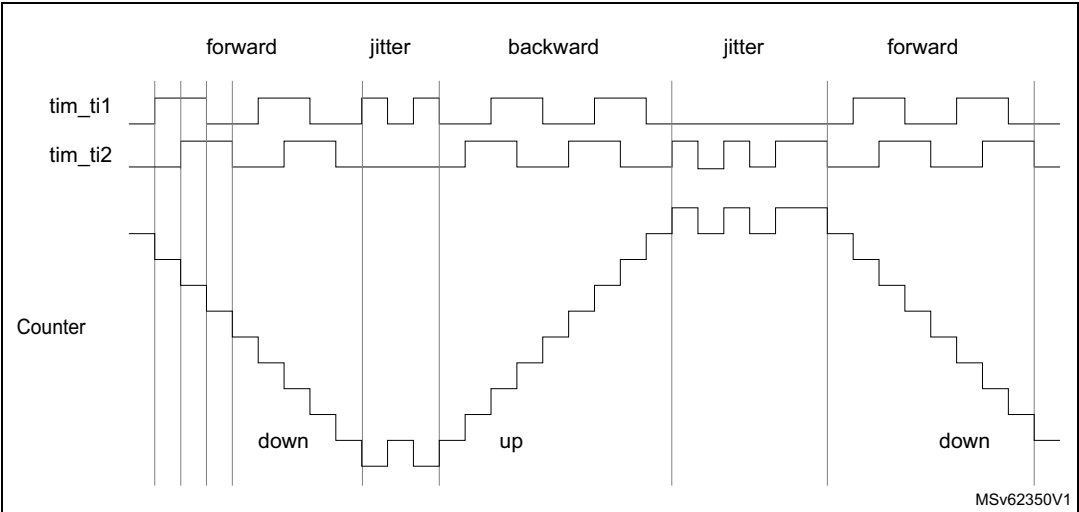 forward jitter backward jitter forward
tim_ti1
tim_ti2
Counter
down up down
MSv62350V1